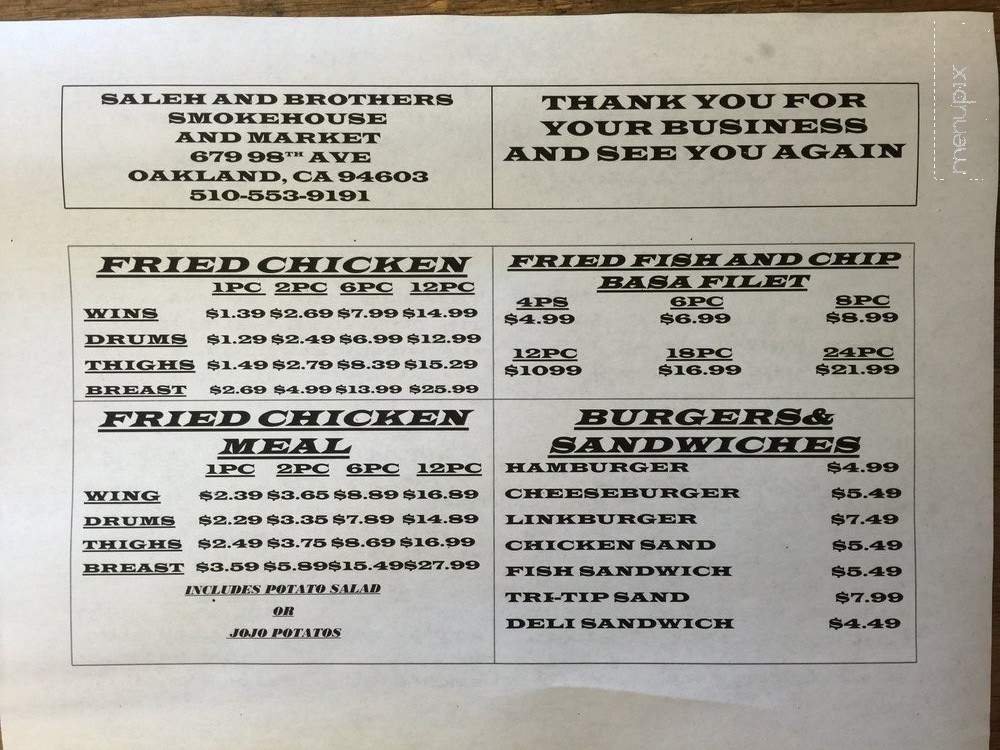 SALEH AND BROTHERS
SMOKEHOUSE
AND MARKET
679 98TH AVE
OAKLAND, CA 94603
510-553-9191
THANK YOU FOR
YOUR BUSINESS
AND SEE YOU AGAIN
menupix
FRIED CHICKEN
1PC 2PC 6PC 12PC
WINS $1.39 $2.69 $7.99 $14.99
DRUMS $1.29 $2.49 $6.99 $12.99
THIGHS $1.49 $2.79 $8.39 $15.29
BREAST $2.69 $4.99 $13.99 $25.99
FRIED FISH AND CHIP
BASA FILET
4PS 6PC 8PC
$4.99 $6.99 $8.99
12PC 18PC 24PC
$1099 $16.99 $21.99
FRIED CHICKEN
MEAL
1PC 2PC 6PC 12PC
WING $2.39 $3.65 $8.89 $16.89
DRUMS $2.29 $3.35 $7.89 $14.89
THIGHS $2.49 $3.75 $8.69 $16.99
BREAST $3.59 $5.89 $15.49 $27.99
INCLUDES POTATO SALAD
OR
JOJO POTATOS
BURGERS&
SANDWICHES
HAMBURGER $4.99
CHEESEBURGER $5.49
LINKBURGER $7.49
CHICKEN SAND $5.49
FISH SANDWICH $5.49
TRI-TIP SAND $7.99
DELI SANDWICH $4.49